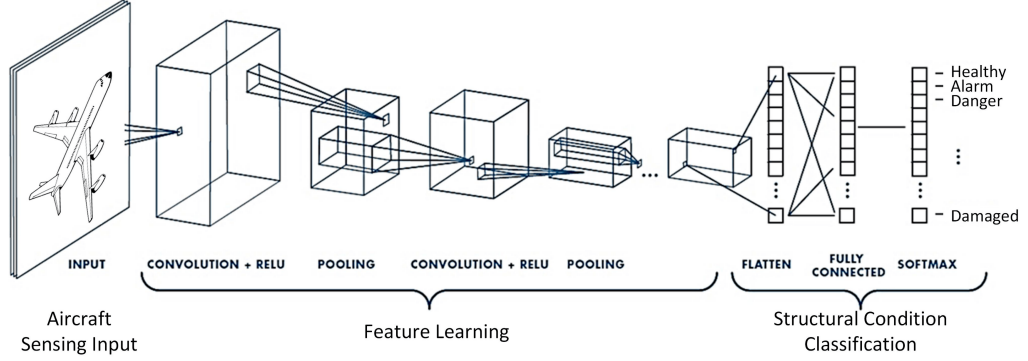 Healthy
Alarm
Danger
Damaged
INPUT
CONVOLUTION + RELU
POOLING
CONVOLUTION + RELU
POOLING
FLATTEN
FULLY
CONNECTED
SOFTMAX
Aircraft
Sensing Input
Feature Learning
Structural Condition
Classification